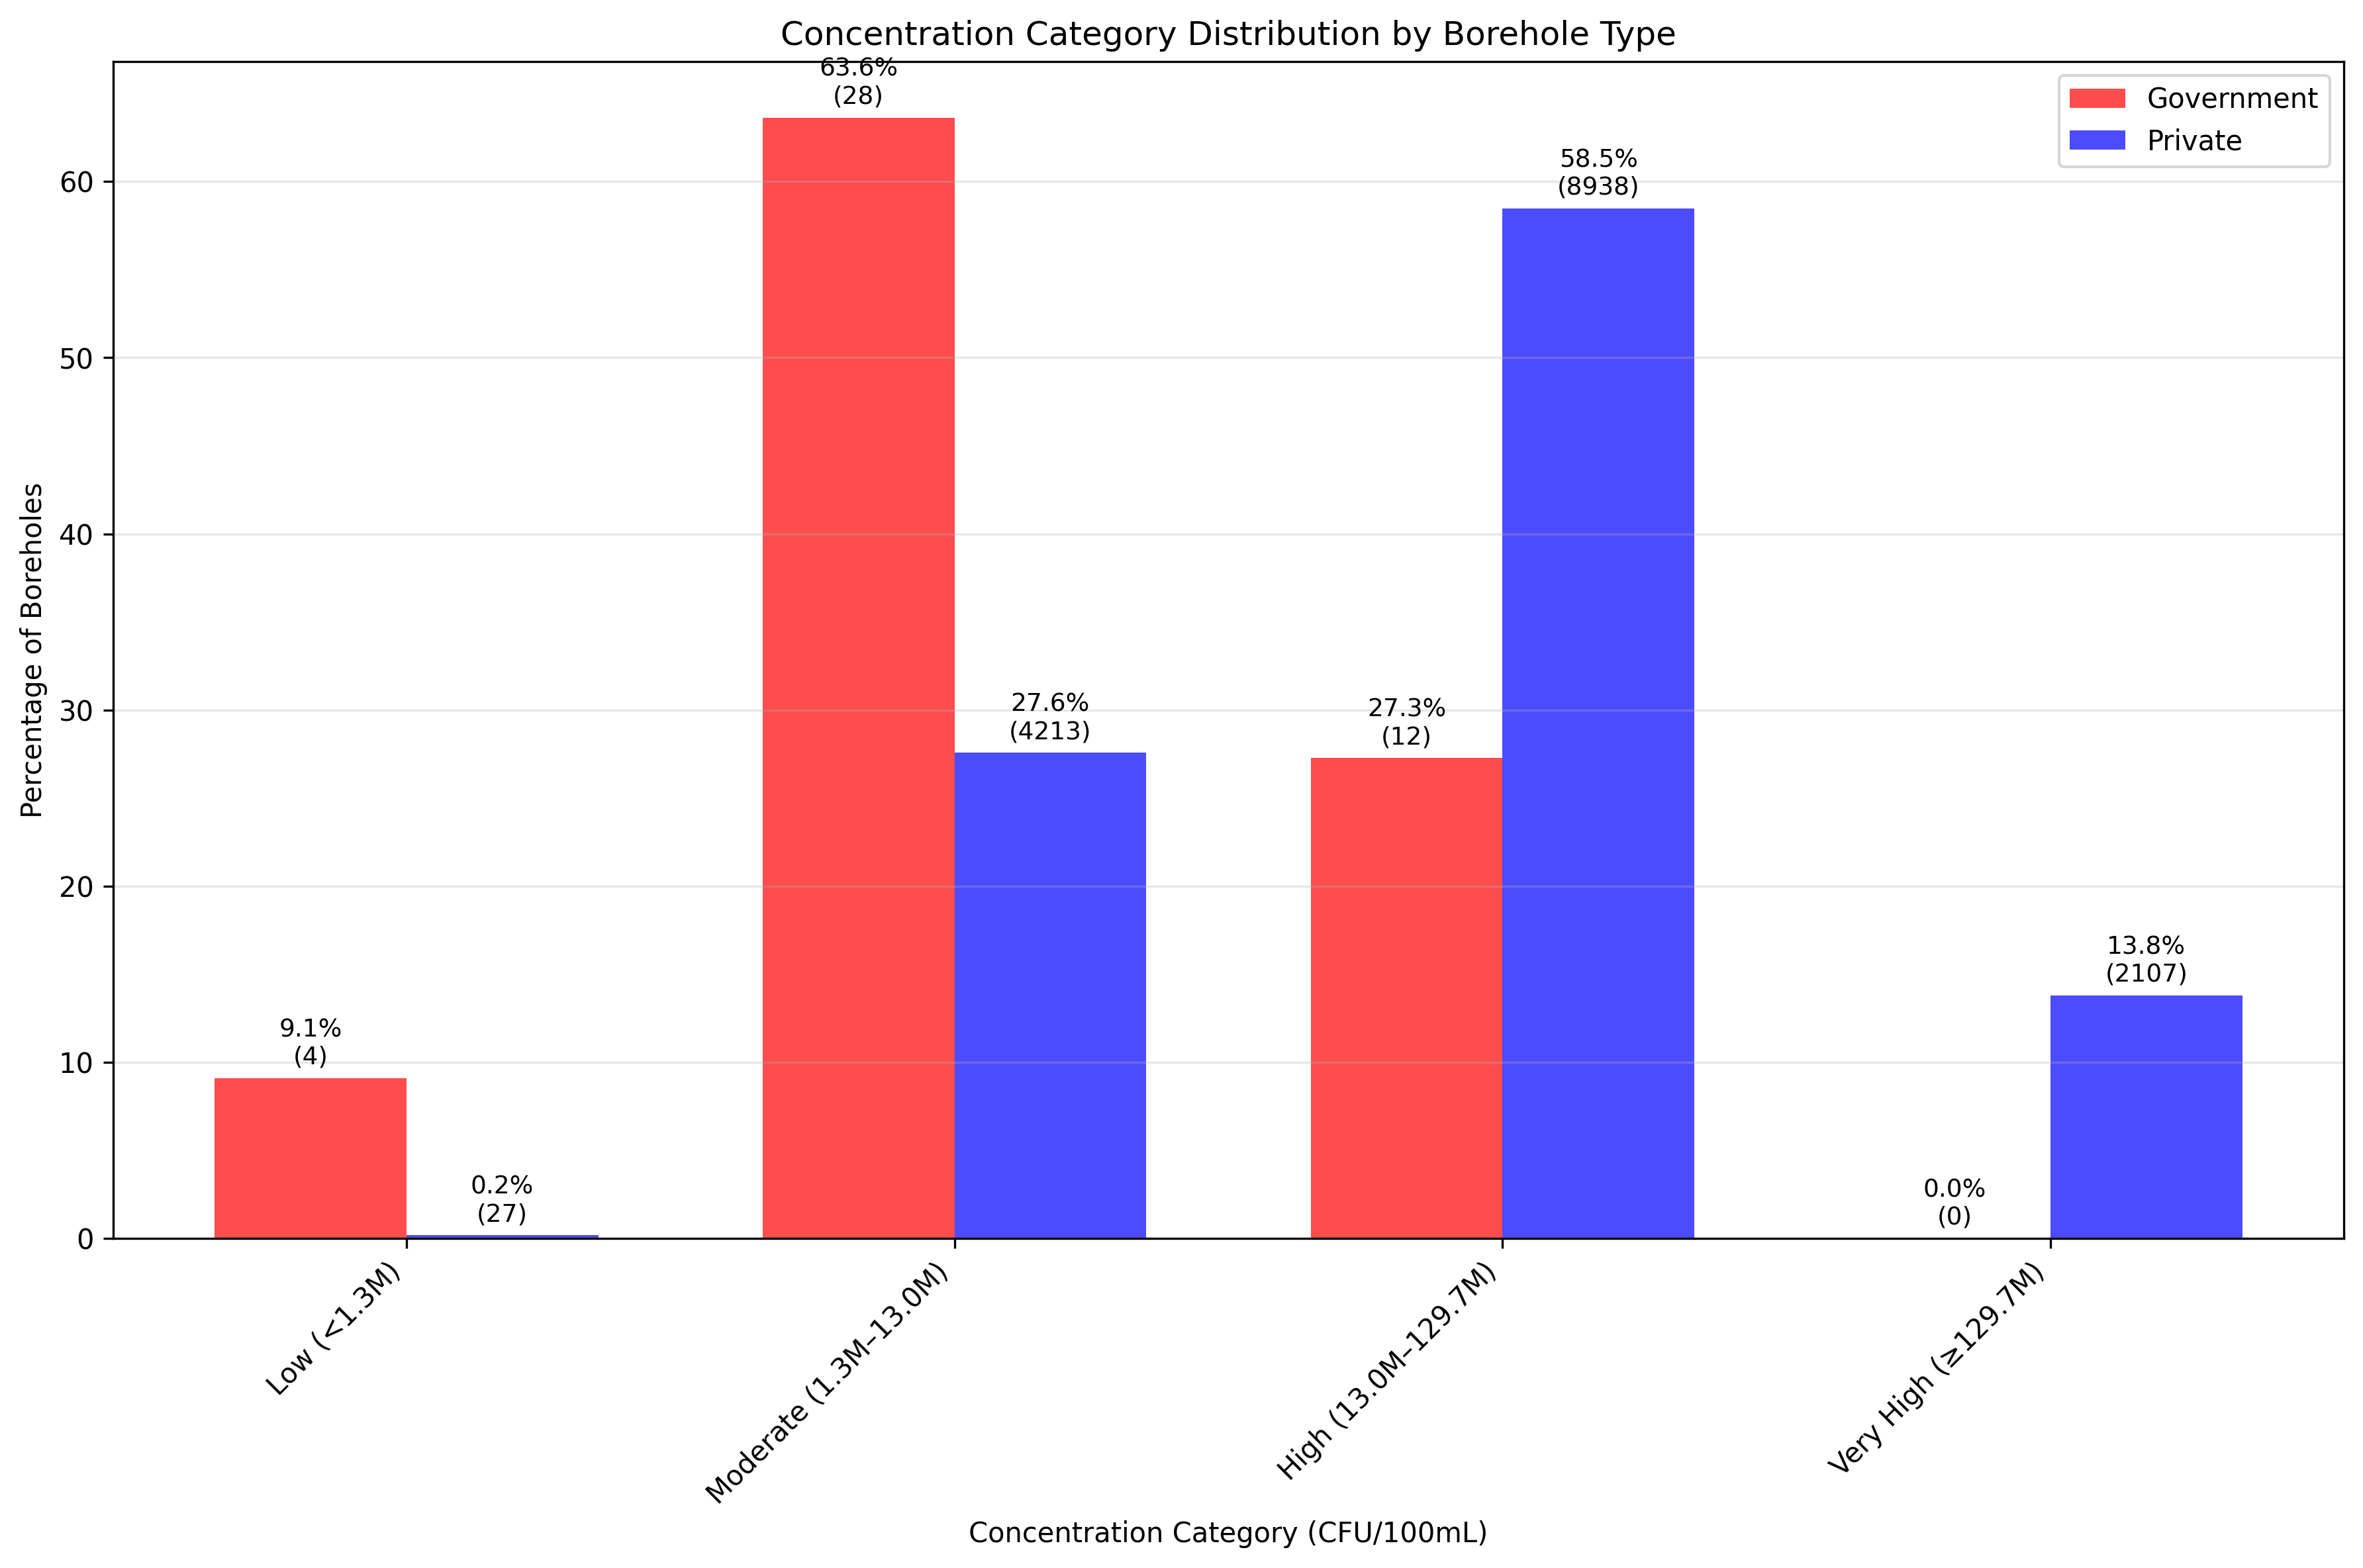 Concentration Category Distribution by Borehole Type
Government
Private
Percentage of Boreholes
60
50
40
30
20
10
0
9.1%
(4)
0.2%
(27)
63.6%
(28)
27.6%
(4213)
27.3%
(12)
58.5%
(8938)
0.0%
(0)
13.8%
(2107)
Low (<1.3M)
Moderate (1.3M–13.0M)
High (13.0M–129.7M)
Very High (≥129.7M)
Concentration Category (CFU/100mL)